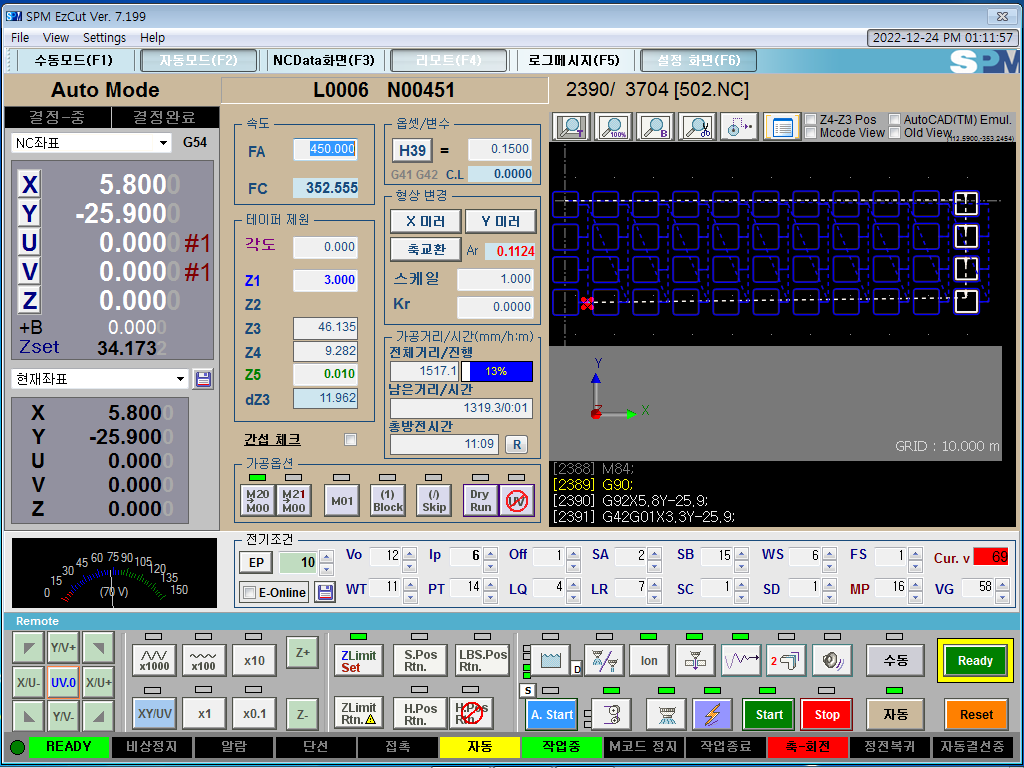 SPM EzCut Ver. 7.199
File View Settings Help
2022-12-24 PM 01:11:57
수동모드(F1) 자동모드(F2) NCData화면(F3) 리모트(F4) 로그메시지(F5) 설정 화면(F6)
SPM
Auto Mode
L0006 N00451
2390/ 3704 [502.NC]
결정-중 결정완료
NC좌표 G54
X 5.8000
Y -25.9000
U 0.0000 #1
V 0.0000 #1
Z 0.0000
+B 0.0000
Zset 34.1732
현재좌표
X 5.8000
Y -25.9000
U 0.0000
V 0.0000
Z 0.0000
속도
FA 450.000
FC 352.555
테이퍼 제원
각도 0.000
Z1 3.000
Z2
Z3 46.135
Z4 9.282
Z5 0.010
dZ3 11.962
간섭 체크
옵셋/변수
H39 = 0.1500
G41 G42 C.L 0.0000
형상 변경
X 미러 Y 미러
축교환 Ar 0.1124
스케일 1.000
Kr 0.0000
가공거리/시간(mm/h:m)
전체거리/진행
1517.1 13%
남은거리/시간
1319.3/0:01
총방전시간
11:09 R
가공옵션
M20 M00 M21 M00 M01 (1) Block (/) Skip Dry Run UV
100% B
Z4-Z3 Pos AutoCAD(TM) Emul.
Mcode View Old View
Y
Z X
GRID : 10.000 m
[2388] M84;
[2389] G90;
[2390] G92X5,8Y-25,9;
[2391] G42G01X3,3Y-25,9;
0 15 30 45 60 75 90 105 120 135 150
(70 V)
전기조건
EP 10 Vo 12 Ip 6 Off 1 SA 2 SB 15 WS 6 FS 1 Cur. v 69
E-Online WT 11 PT 14 LQ 4 LR 7 SC 1 SD 1 MP 16 VG 58
Remote
Y/V+ x1000 x100 x10 Z+ ZLimit Set S.Pos Rtn. LBS.Pos Rtn. D Ion 2 수동 Ready
X/U- UV.0 X/U+
Y/V- XY/UV x1 x0.1 Z- ZLimit Rtn. H.Pos Rtn. S A. Start Start Stop 자동 Reset
READY 비상정지 알람 단선 접촉 자동 작업중 M코드 정지 작업종료 축-회전 정전복귀 자동결선중